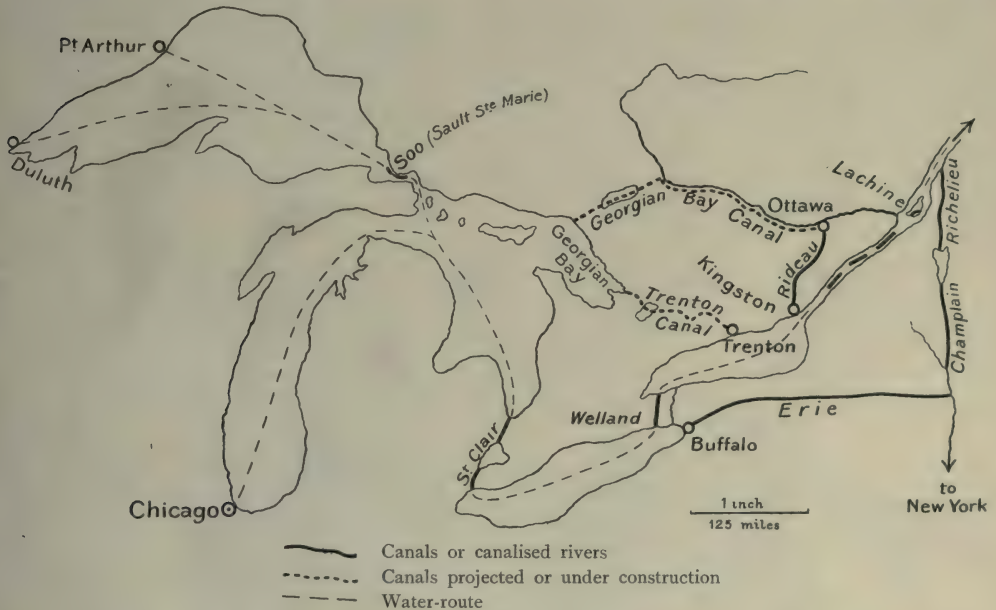 Pt Arthur
Duluth
Soo (Sault Ste Marie)
Georgian
Bay
Canal
Ottawa
Lachine
Richelieu
Georgian
Bay
Kingston
Rideau
Trenton
Canal
Trenton
Champlain
Welland
Erie
Buffalo
St Clair
Chicago
to
New York
1 inch
125 miles
Canals or canalised rivers
Canals projected or under construction
Water-route